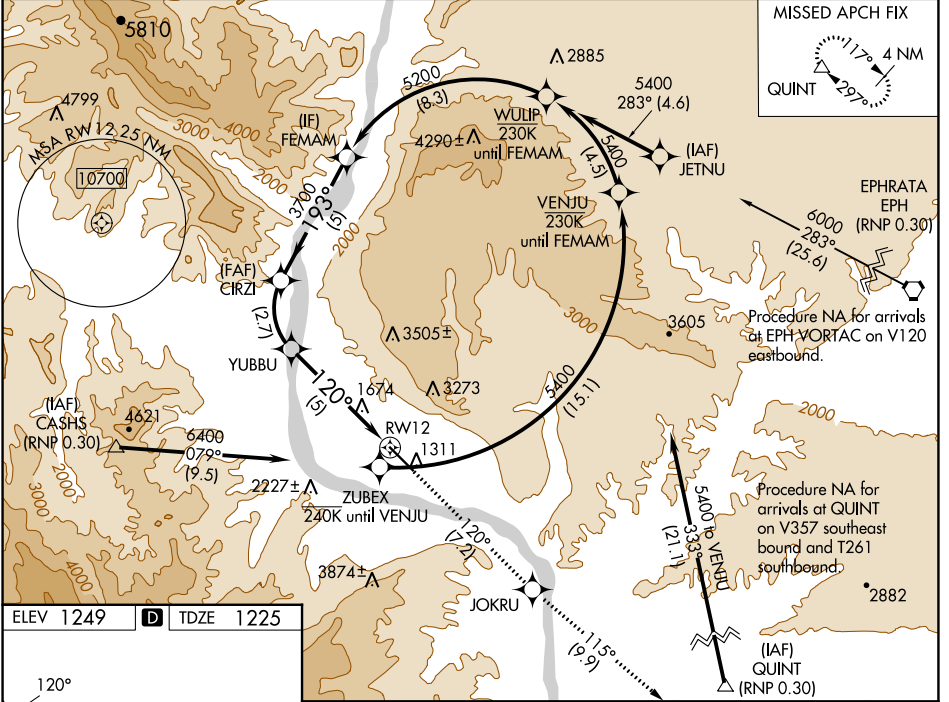 MISSED APCH FIX
117°
4 NM
QUINT
297°
5810
4799
3000
4000
2000
MSA RW12 25 NM
10700
(IF)
FEMAM
5200
(8.3)
2885
WULIP
230K
until FEMAM
4290±
5400
283° (4.6)
(IAF)
JETNU
5400
(4.5)
VENJU
230K
until FEMAM
EPHRATA
EPH
(RNP 0.30)
6000
283°
(25.6)
Procedure NA for arrivals
at EPH VORTAC on V120
eastbound.
3700
193°
(5)
2000
(FAF)
CIRZI
(2.7)
YUBBU
3505±
3000
3605
120°
(5)
1674
3273
5400
(15.1)
2000
(IAF)
CASHS
(RNP 0.30)
4621
6400
079°
(9.5)
RW12
1311
2227±
ZUBEX
240K until VENJU
3000
2000
120°
(7.2)
5400 to VENJU
333°
(21.1)
Procedure NA for
arrivals at QUINT
on V357 southeast
bound and T261
southbound
3874±
4000
JOKRU
2882
115°
(9.9)
(IAF)
QUINT
(RNP 0.30)
ELEV 1249 D TDZE 1225
120°